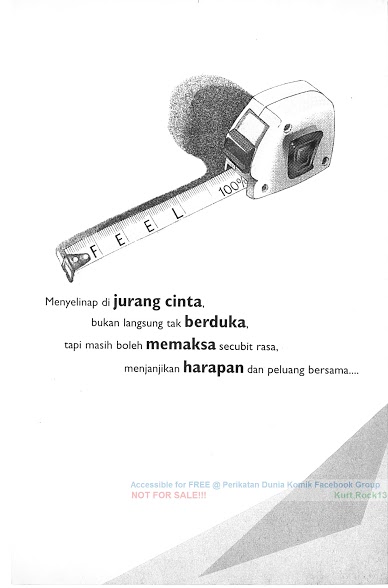 FEEL 100%
Menyelinap di jurang cinta,
bukan langsung tak berduka,
tapi masih boleh memaksa secubit rasa,
menjanjikan harapan dan peluang bersama....
Accessible for FREE @ Perikatan Dunia Komik Facebook Group
NOT FOR SALE!!! Kurt.Rock13